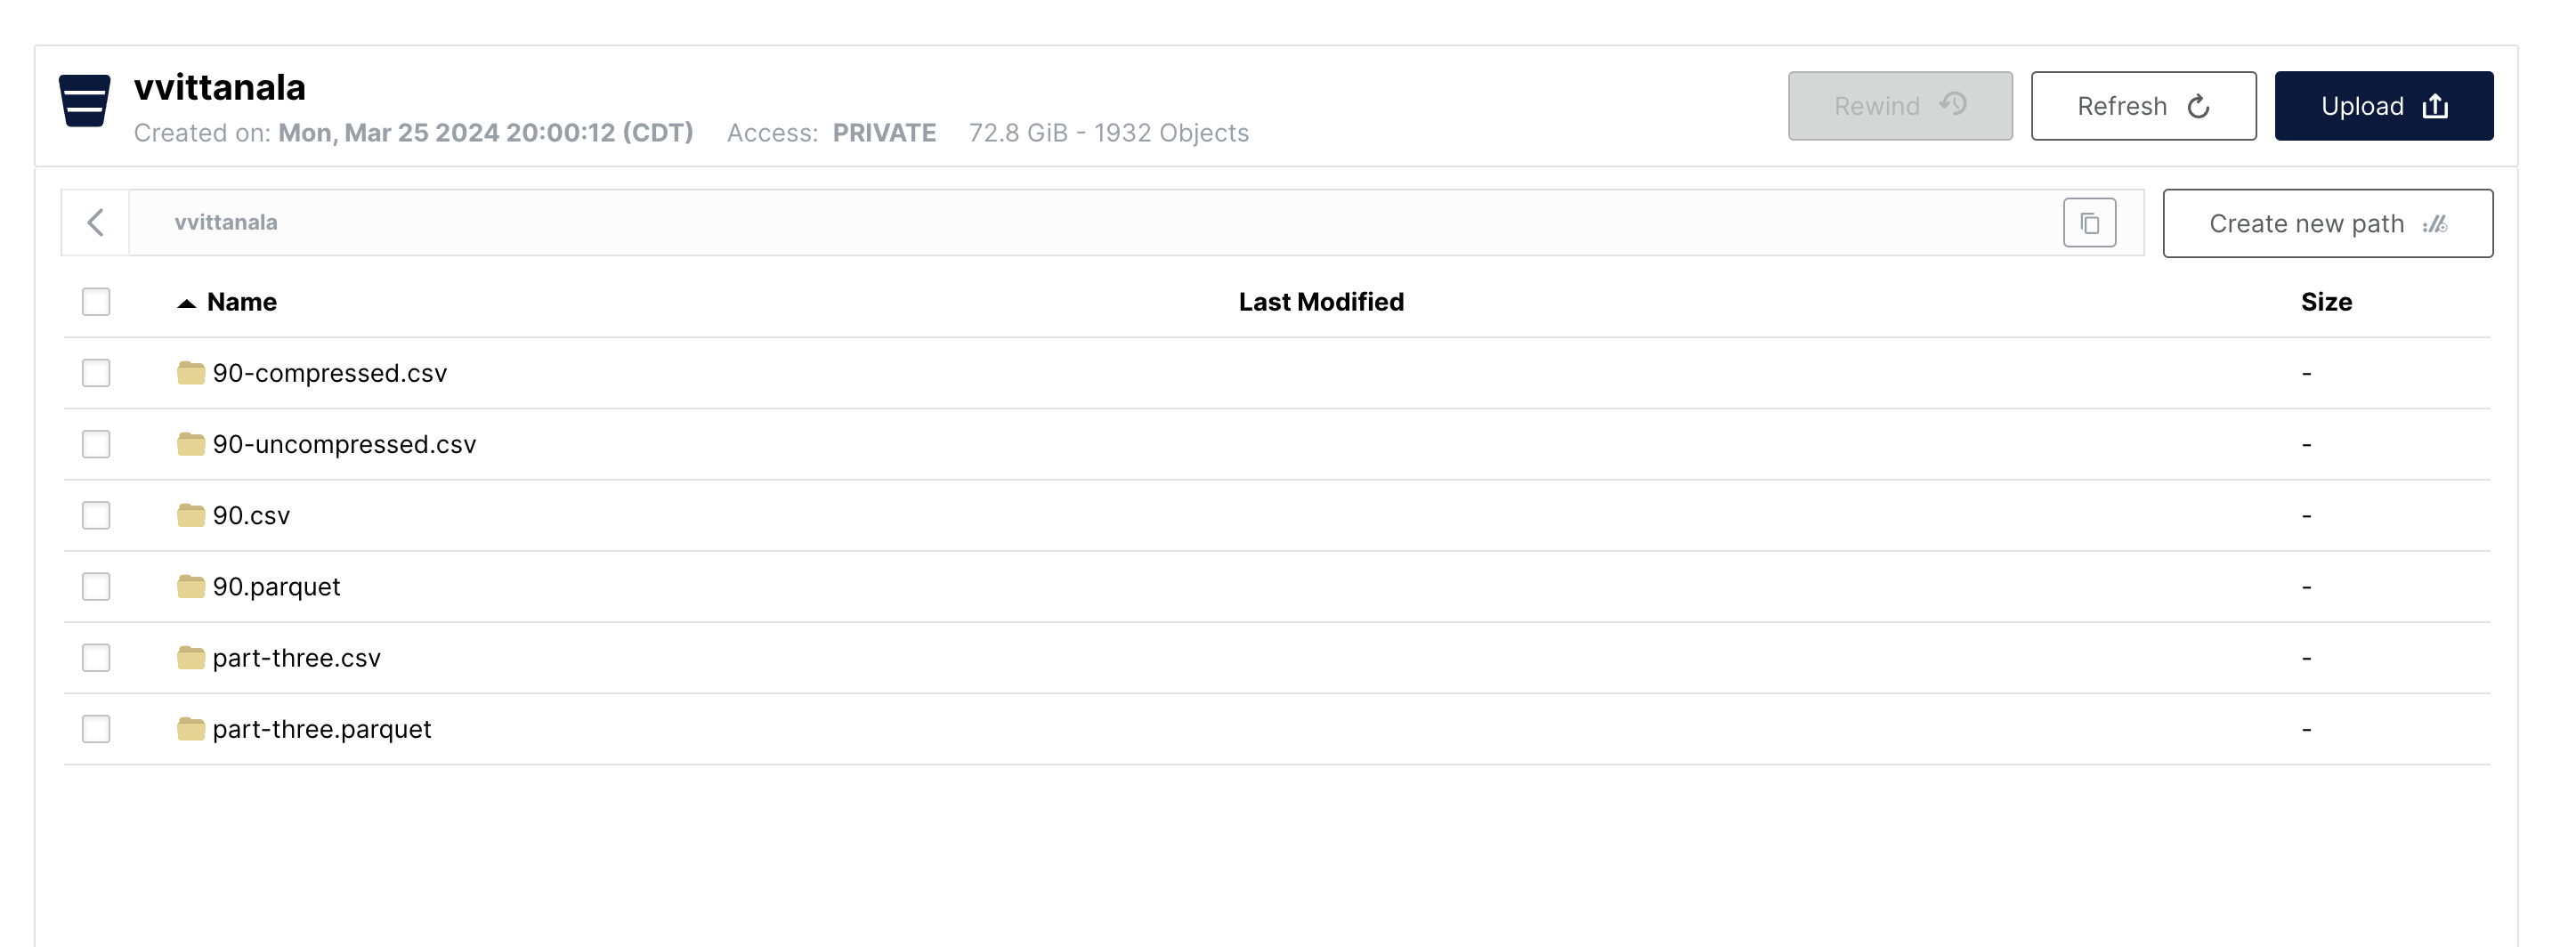 vvittanala
Created on: Mon, Mar 25 2024 20:00:12 (CDT) Access: PRIVATE 72.8 GiB - 1932 Objects
Rewind Refresh Upload
vvittanala
Create new path
Name Last Modified Size
90-compressed.csv -
90-uncompressed.csv -
90.csv -
90.parquet -
part-three.csv -
part-three.parquet -